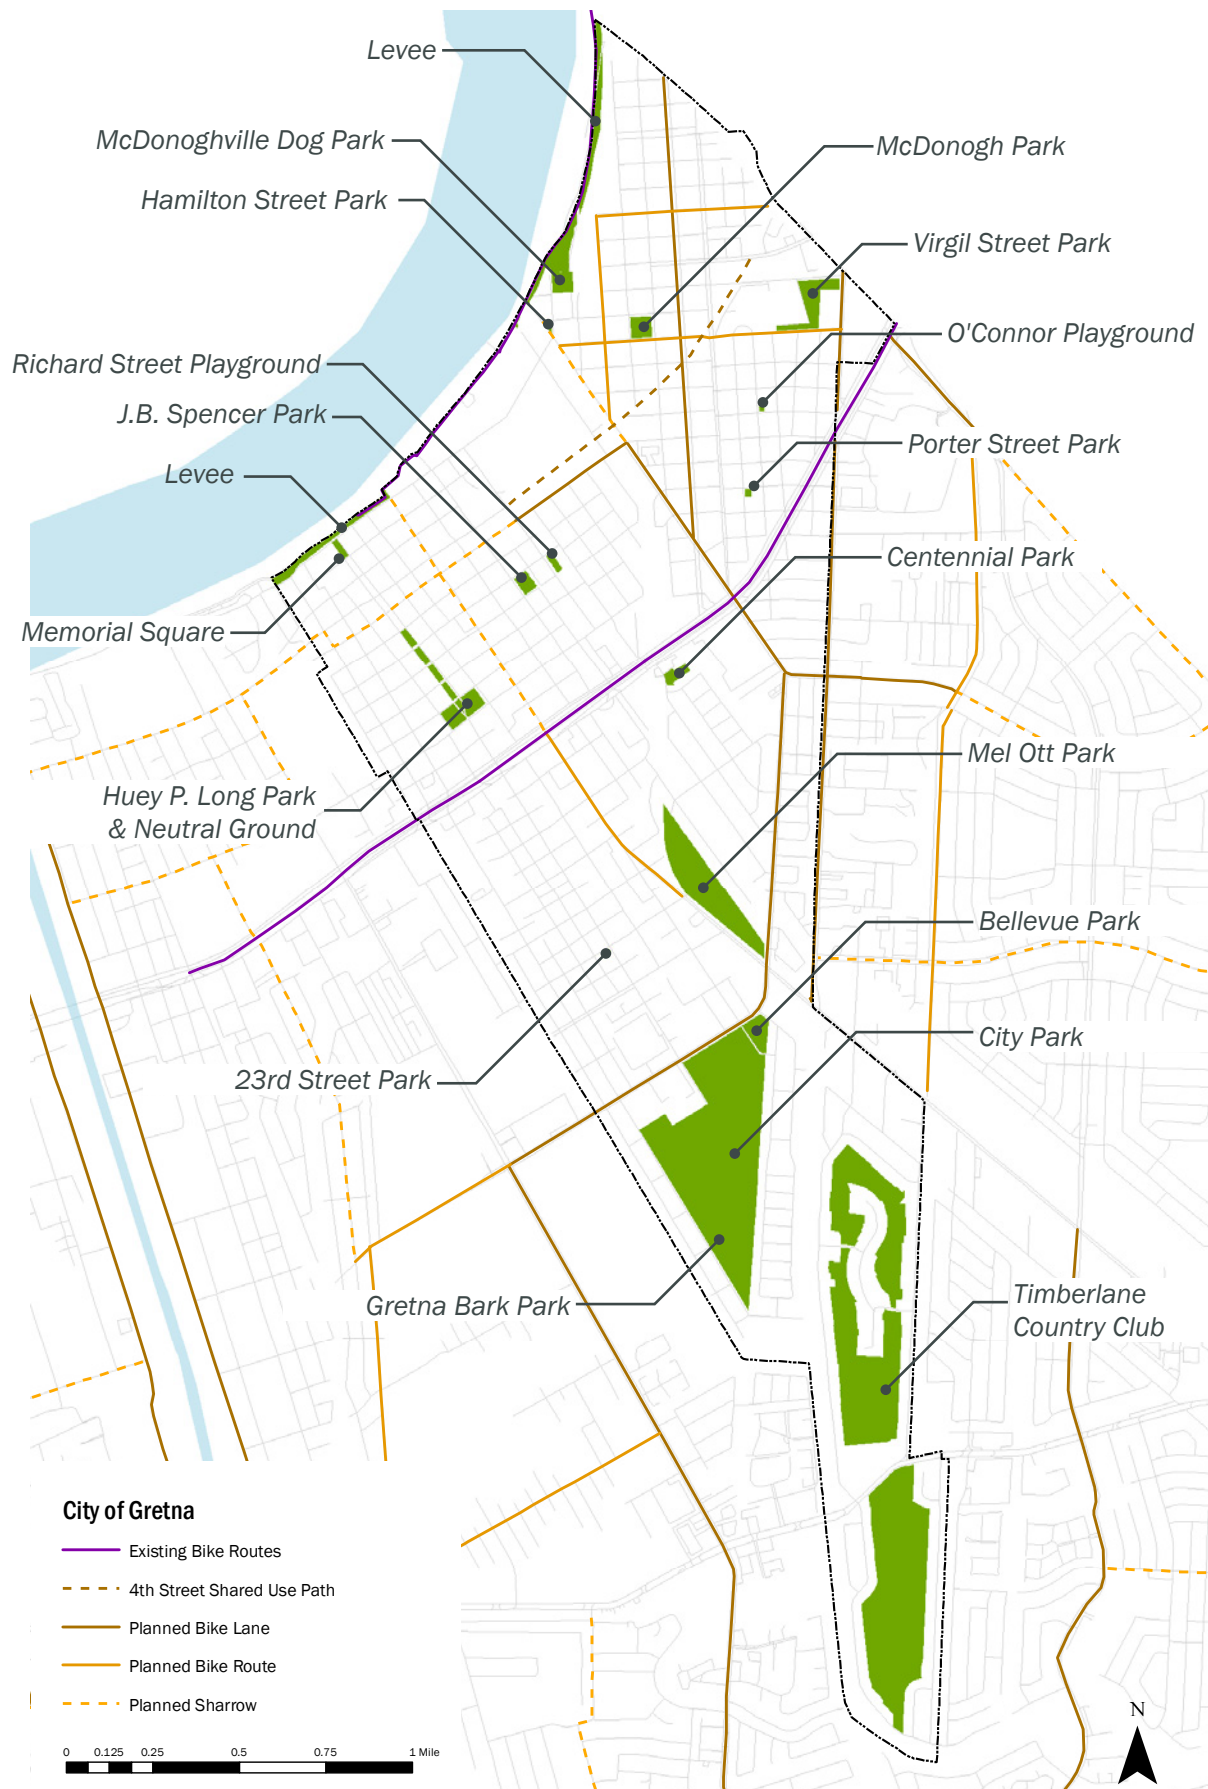 Levee
McDonoghville Dog Park
McDonogh Park
Hamilton Street Park
Virgil Street Park
O'Connor Playground
Richard Street Playground
J.B. Spencer Park
Porter Street Park
Levee
Centennial Park
Memorial Square
Mel Ott Park
Huey P. Long Park
& Neutral Ground
Bellevue Park
City Park
23rd Street Park
Gretna Bark Park
Timberlane
Country Club
City of Gretna
Existing Bike Routes
4th Street Shared Use Path
Planned Bike Lane
Planned Bike Route
Planned Sharrow
0 0.125 0.25 0.5 0.75 1 Mile
N